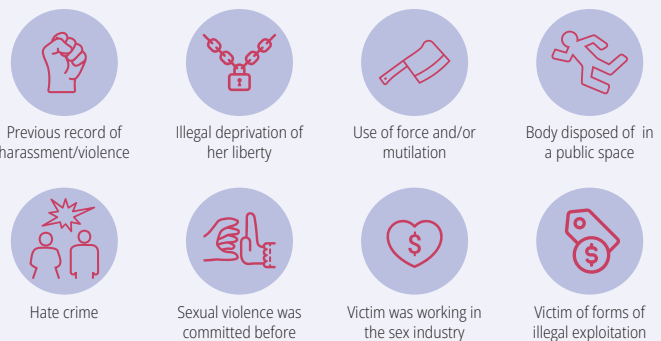 Previous record of
harassment/violence
Illegal deprivation of
her liberty
Use of force and/or
mutilation
Body disposed of in
a public space
$
$
Hate crime
Sexual violence was
committed before
Victim was working in
the sex industry
Victim of forms of
illegal exploitation